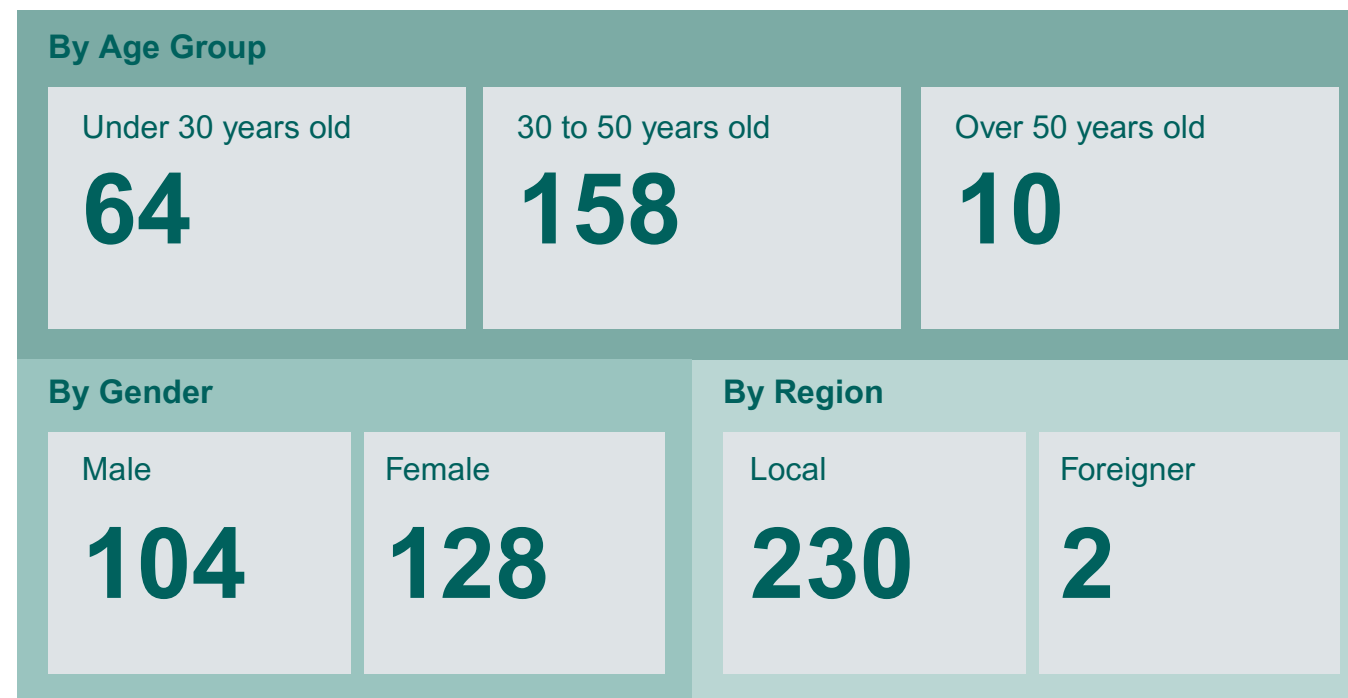 By Age Group
Under 30 years old
64
30 to 50 years old
158
Over 50 years old
10
By Gender
Male
104
Female
128
By Region
Local
230
Foreigner
2